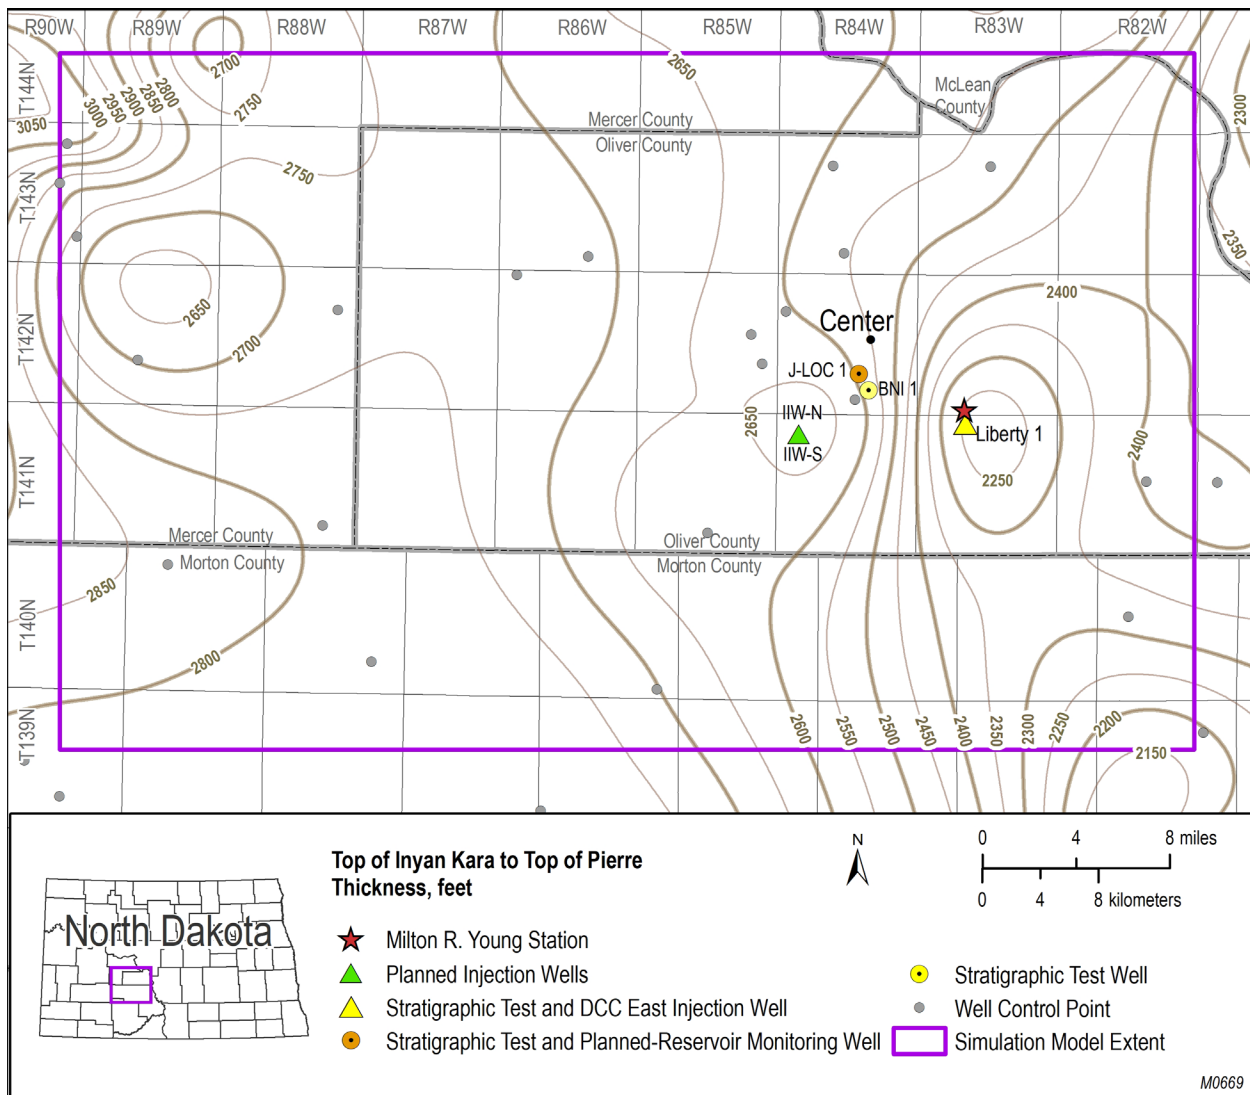 R90W R89W R88W R87W R86W R85W R84W R83W R82W
T144N
T143N
T142N
T141N
T140N
T139N
2700
2650
2750
2800
2850
2900
2950
3000
3050
McLean
County
2300
Mercer County
Oliver County
2750
2350
2650
2700
2400
Center
J-LOC 1
BNI 1
IIW-N
IIW-S
2650
Liberty 1
2250
2400
Mercer County
Morton County
Oliver County
Morton County
2850
2800
2600
2550
2500
2450
2400
2350
2300
2250
2200
2150
Top of Inyan Kara to Top of Pierre
Thickness, feet
N
0 4 8 miles
0 4 8 kilometers
North Dakota
Milton R. Young Station
Planned Injection Wells
Stratigraphic Test and DCC East Injection Well
Stratigraphic Test and Planned-Reservoir Monitoring Well
Stratigraphic Test Well
Well Control Point
Simulation Model Extent
M0669